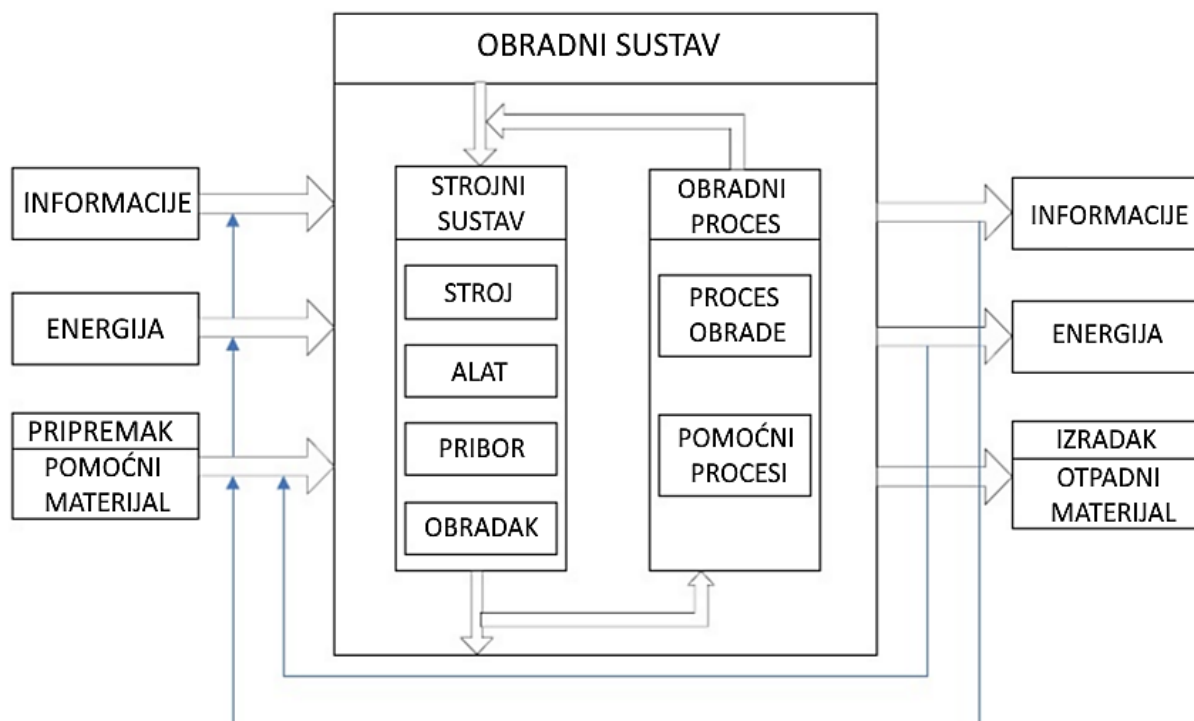 OBRADNI SUSTAV
INFORMACIJE
ENERGIJA
PRIPREMAK
POMOĆNI
MATERIJAL
STROJNI
SUSTAV
STROJ
ALAT
PRIBOR
OBRADAK
OBRADNI
PROCES
PROCES
OBRADE
POMOĆNI
PROCESI
INFORMACIJE
ENERGIJA
IZRADAK
OTPADNI
MATERIJAL